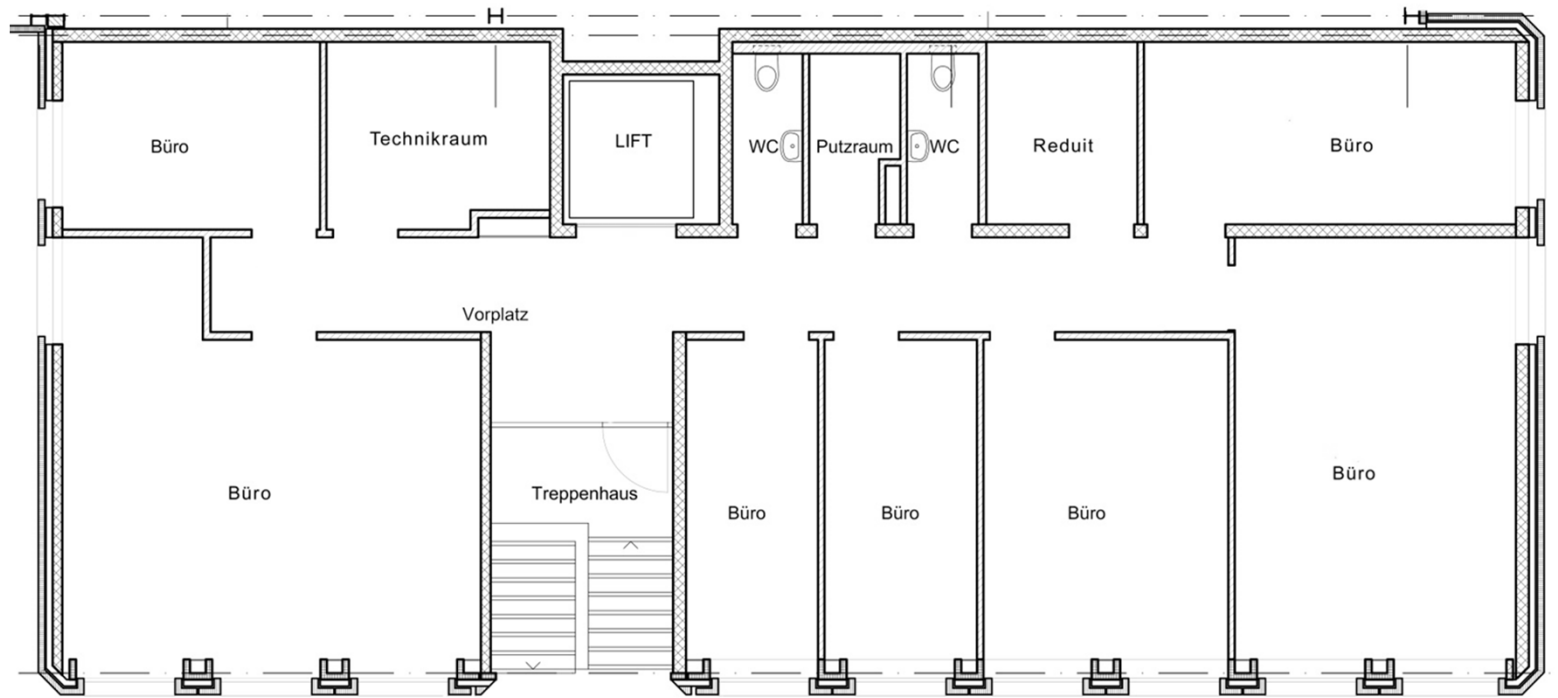 Büro
Technikraum
LIFT
WC
Putzraum
WC
Reduit
Büro
Vorplatz
Büro
Treppenhaus
Büro
Büro
Büro
Büro